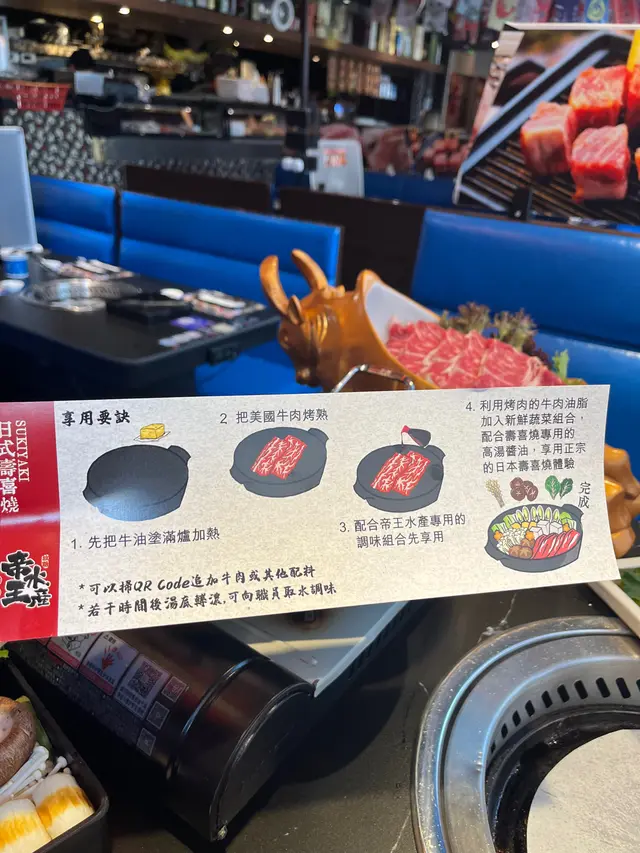 日式壽喜燒
SUKIYAKI
帝王水產
享用要訣
1. 先把牛油塗滿爐加熱
2. 把美國牛肉烤熟
3. 配合帝王水產專用的
調味組合先享用
4. 利用烤肉的牛肉油脂
加入新鮮蔬菜組合,
配合壽喜燒專用的
高湯醬油,享用正宗
的日本壽喜燒體驗
完成
*可以掃QR Code追加牛肉或其他配料
*若干時間後湯底轉濃,可向職員取水調味